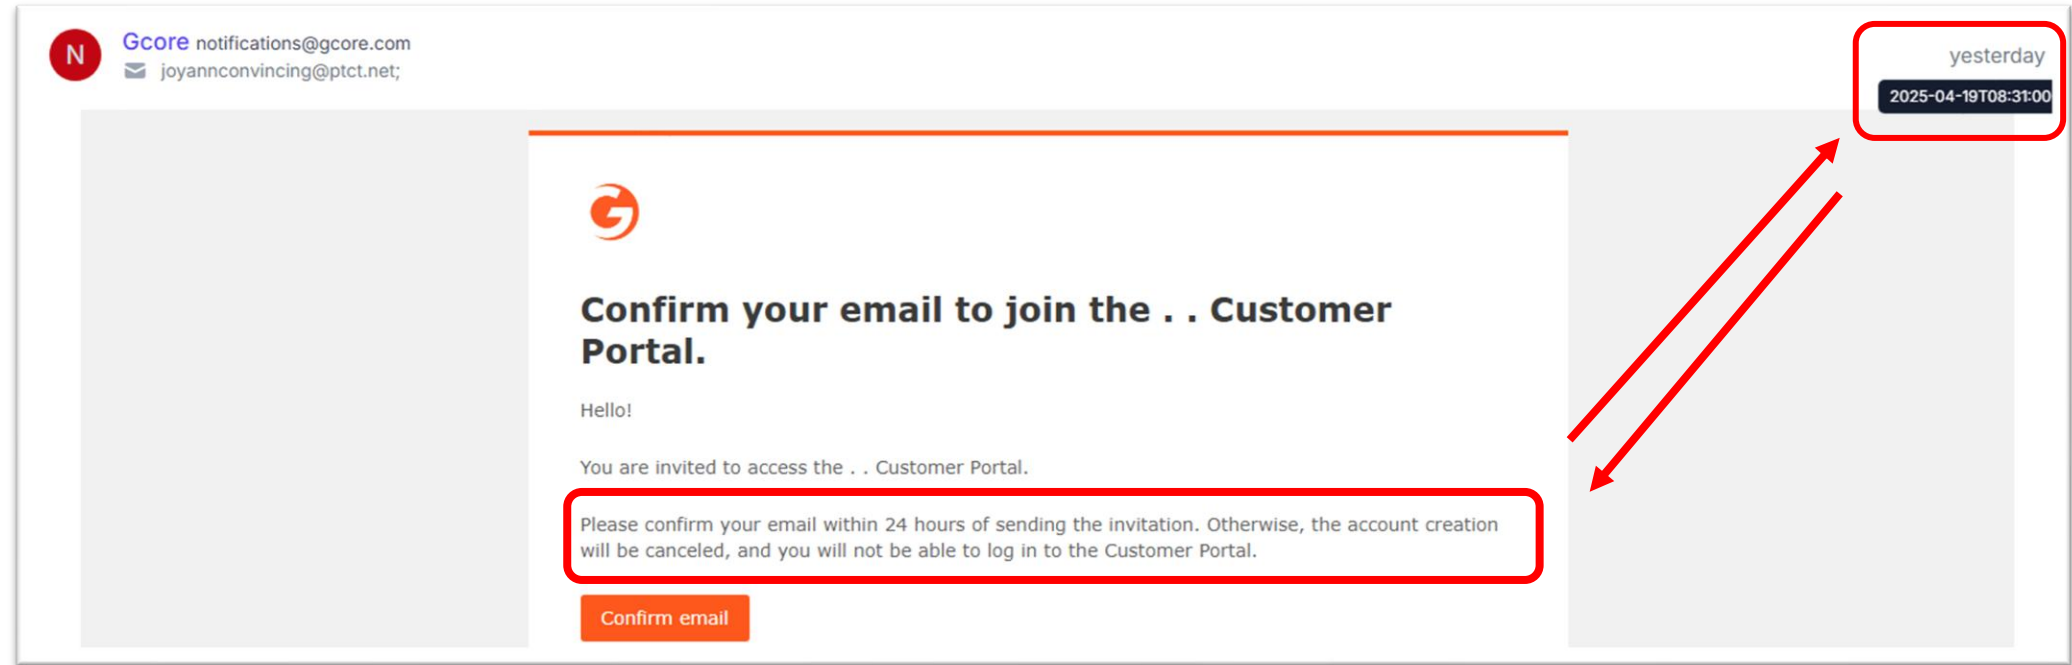 N
Gcore notifications@gcore.com
joyannconvincing@ptct.net;
yesterday
2025-04-19T08:31:00
Confirm your email to join the . . Customer
Portal.
Hello!
You are invited to access the . . Customer Portal.
Please confirm your email within 24 hours of sending the invitation. Otherwise, the account creation
will be canceled, and you will not be able to log in to the Customer Portal.
Confirm email